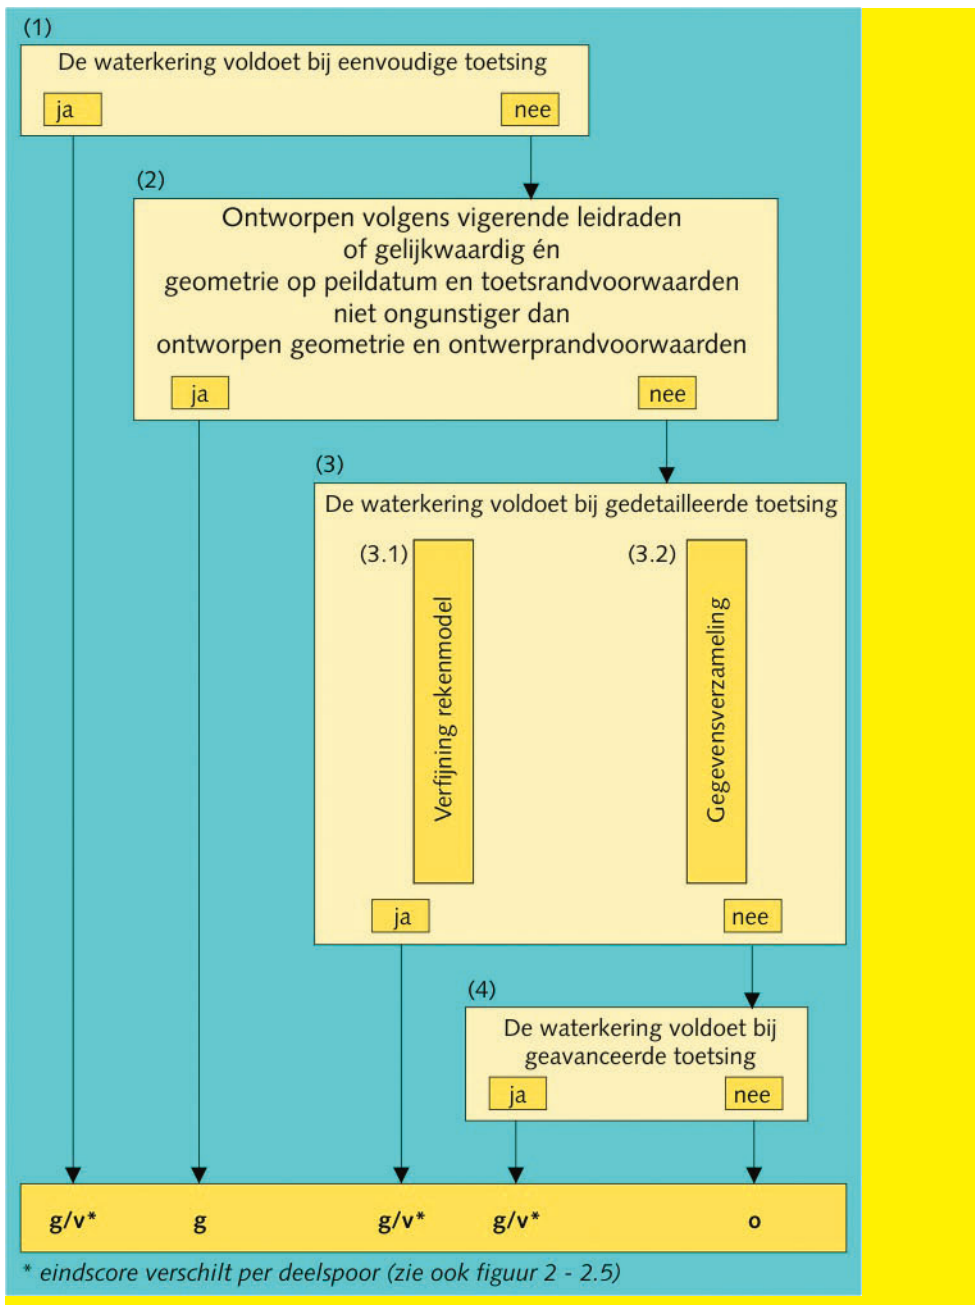 (1)
De waterkering voldoet bij eenvoudige toetsing
ja nee
(2)
Ontworpen volgens vigerende leidraden
of gelijkwaardig én
geometrie op peildatum en toetsrandvoorwaarden
niet ongunstiger dan
ontworpen geometrie en ontwerprandvoorwaarden
ja nee
(3)
De waterkering voldoet bij gedetailleerde toetsing
(3.1) (3.2)
Verfijning rekenmodel
Gegevensverzameling
ja nee
(4)
De waterkering voldoet bij
geavanceerde toetsing
ja nee
g/v* g g/v* g/v* o
* eindscore verschilt per deelspoor (zie ook figuur 2 - 2.5)